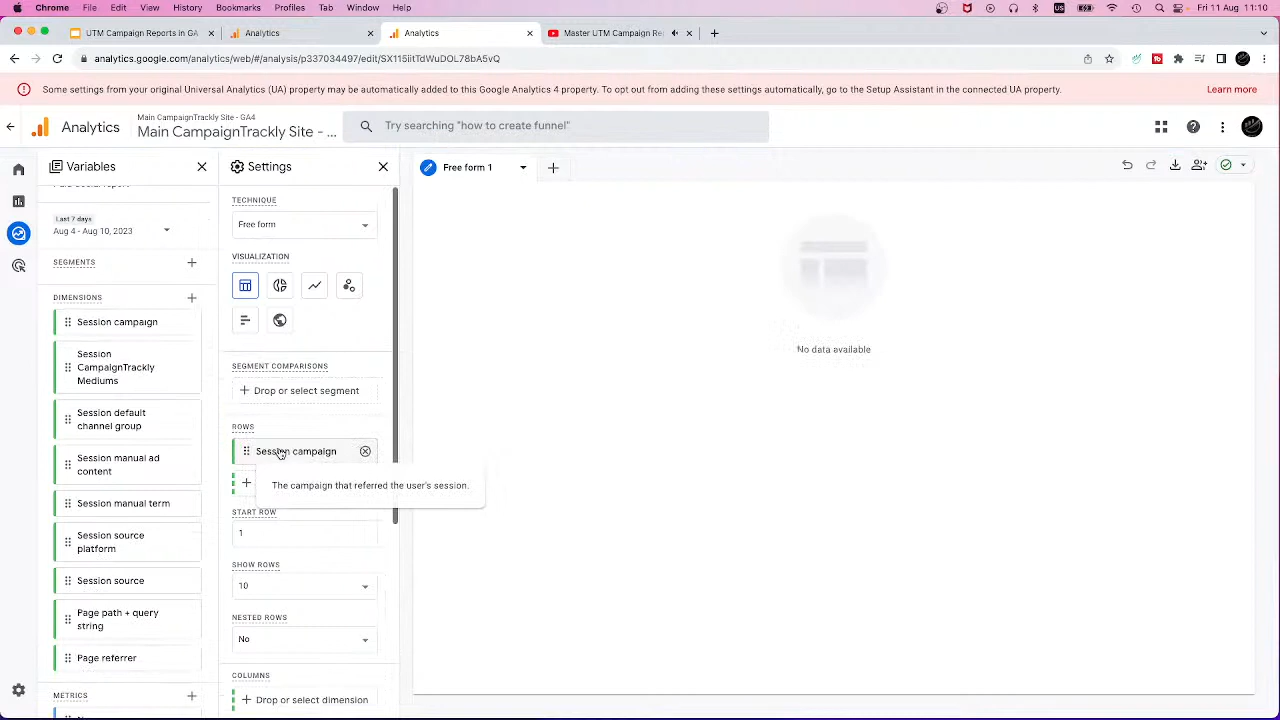 Chrome File Edit View History Bookmarks Profiles Tab Window Help
Fri 11 Aug 11:10
UTM Campaign Reports in GA
Analytics
Analytics
Master UTM Campaign Re
analytics.google.com/analytics/web/#/analysis/p337034497/edit/SX115iitTdWuDOL78bA5vQ
Some settings from your original Universal Analytics (UA) property may be automatically added to this Google Analytics 4 property. To opt out from adding these settings automatically, go to the Setup Assistant in the connected UA property.
Learn more
Analytics
Main CampaignTrackly Site - GA4
Main CampaignTrackly Site - ...
Try searching "how to create funnel"
Variables
Last 7 days
Aug 4 - Aug 10, 2023
SEGMENTS
DIMENSIONS
Session campaign
Session
CampaignTrackly
Mediums
Session default
channel group
Session manual ad
content
Session manual term
Session source
platform
Session source
Page path + query
string
Page referrer
METRICS
Settings
TECHNIQUE
Free form
VISUALIZATION
SEGMENT COMPARISONS
Drop or select segment
ROWS
Session campaign
The campaign that referred the user's session.
START ROW
1
SHOW ROWS
10
NESTED ROWS
No
COLUMNS
Drop or select dimension
Free form 1
No data available